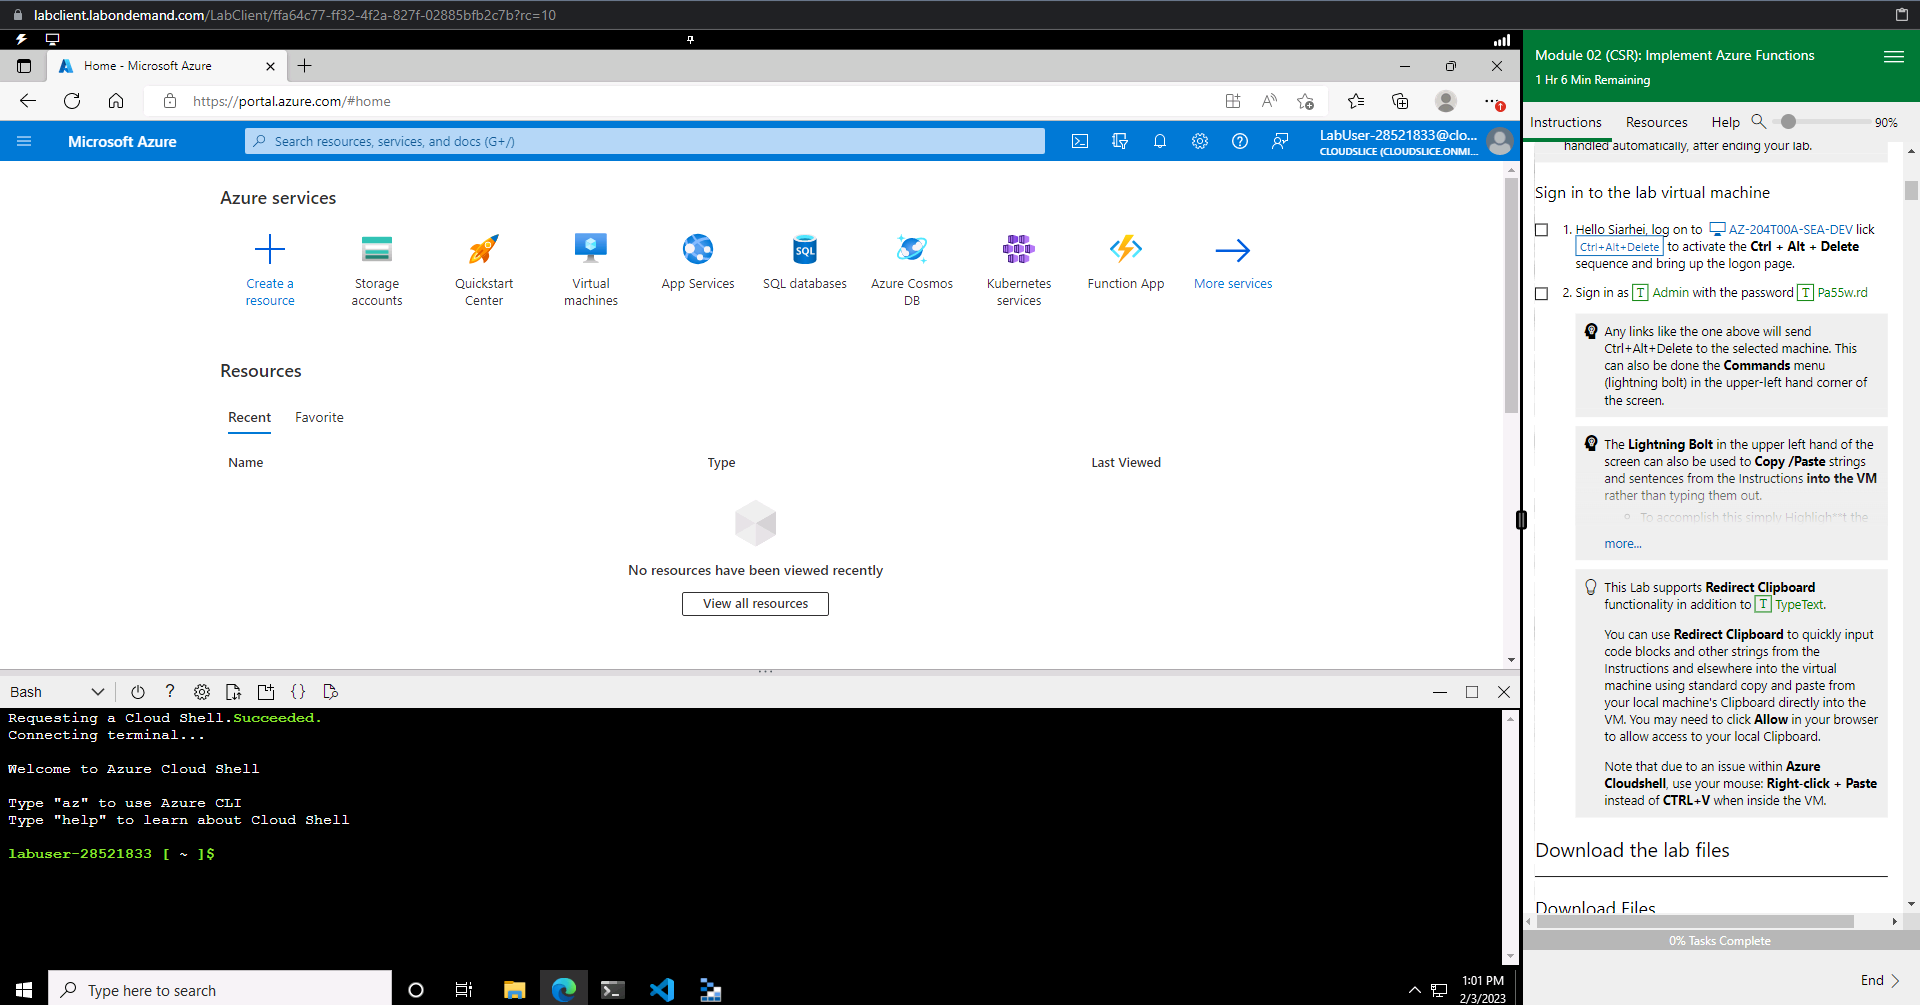 labclient.labondemand.com/LabClient/ffa64c77-ff32-4f2a-827f-02885bfb2c7b?rc=10
Home - Microsoft Azure
https://portal.azure.com/#home
Microsoft Azure
Search resources, services, and docs (G+/)
LabUser-28521833@clo...
CLOUDSLICE (CLOUDSLICE.ONMI...
Azure services
Create a resource
Storage accounts
Quickstart Center
Virtual machines
App Services
SQL databases
Azure Cosmos DB
Kubernetes services
Function App
More services
Resources
Recent
Favorite
Name
Type
Last Viewed
No resources have been viewed recently
View all resources
Bash
Requesting a Cloud Shell.Succeeded.
Connecting terminal...
Welcome to Azure Cloud Shell
Type "az" to use Azure CLI
Type "help" to learn about Cloud Shell
labuser-28521833 [ ~ ]$
Type here to search
1:01 PM
2/3/2023
Module 02 (CSR): Implement Azure Functions
1 Hr 6 Min Remaining
Instructions
Resources
Help
90%
handled automatically, after ending your lab.
Sign in to the lab virtual machine
1. Hello Siarhei, log on to AZ-204T00A-SEA-DEV lick
Ctrl+Alt+Delete to activate the Ctrl + Alt + Delete
sequence and bring up the logon page.
2. Sign in as T Admin with the password T Pa55w.rd
Any links like the one above will send
Ctrl+Alt+Delete to the selected machine. This
can also be done the Commands menu
(lightning bolt) in the upper-left hand corner of
the screen.
The Lightning Bolt in the upper left hand of the
screen can also be used to Copy /Paste strings
and sentences from the Instructions into the VM
rather than typing them out.
To accomplish this simply Highligh**t the
more...
This Lab supports Redirect Clipboard
functionality in addition to T TypeText.
You can use Redirect Clipboard to quickly input
code blocks and other strings from the
Instructions and elsewhere into the virtual
machine using standard copy and paste from
your local machine's Clipboard directly into the
VM. You may need to click Allow in your browser
to allow access to your local Clipboard.
Note that due to an issue within Azure
Cloudshell, use your mouse: Right-click + Paste
instead of CTRL+V when inside the VM.
Download the lab files
Download Files
0% Tasks Complete
End